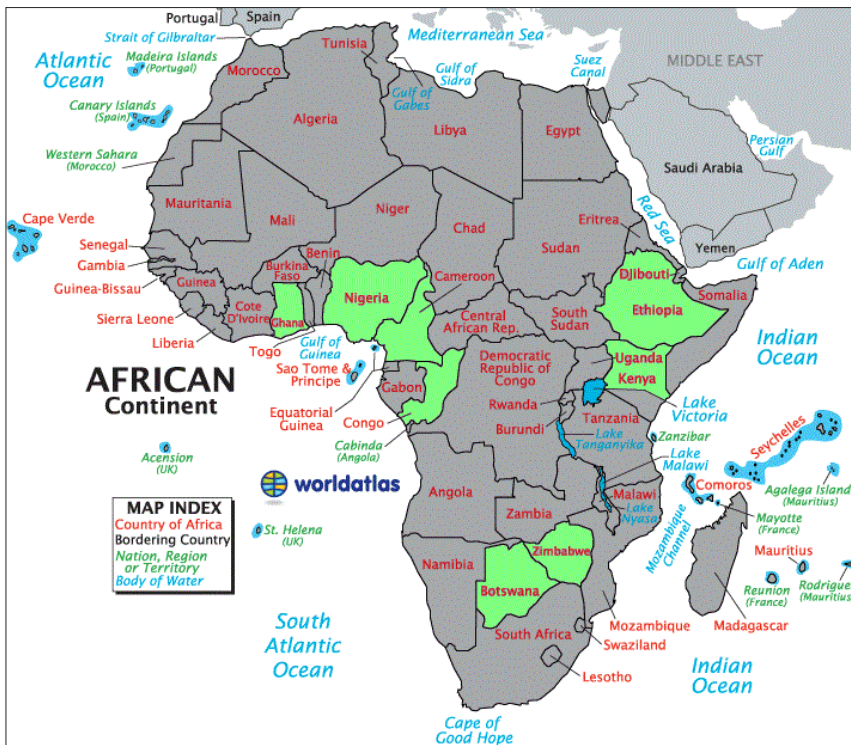 Portugal
Spain
Strait of Gilbraltar
Mediterranean Sea
Atlantic
Ocean
Madeira Islands
(Portugal)
Tunisia
Gulf of
Sidra
Gulf of
Gabes
Suez
Canal
MIDDLE EAST
Morocco
Canary Islands
(Spain)
Algeria
Libya
Egypt
Persian
Gulf
Western Sahara
(Morocco)
Saudi Arabia
Mauritania
Mali
Niger
Chad
Sudan
Eritrea
Red Sea
Cape Verde
Senegal
Gambia
Guinea-Bissau
Guinea
Sierra Leone
Liberia
Cote
D'Ivoire
Burkina
Faso
Benin
Ghana
Togo
Nigeria
Cameroon
Central
African Rep.
South
Sudan
Yemen
Gulf of Aden
Djibouti
Ethiopia
Somalia
Indian
Ocean
Gulf of
Guinea
Sao Tome &
Principe
Equatorial
Guinea
Gabon
Congo
Democratic
Republic of
Congo
Uganda
Kenya
Rwanda
Burundi
Tanzania
Lake
Victoria
Lake
Tanganyika
Zanzibar
Seychelles
AFRICAN
Continent
Cabinda
(Angola)
Acension
(UK)
worldatlas
Lake
Malawi
Comoros
Agalega Island
(Mauritius)
Angola
Zambia
Malawi
Lake
Nyasa
Mayotte
(France)
Mozambique
Channel
MAP INDEX
Country of Africa
Bordering Country
Nation, Region
or Territory
Body of Water
St. Helena
(UK)
Namibia
Botswana
Zimbabwe
Mauritius
Reunion
(France)
Rodrigues
(Mauritius)
Madagascar
South
Atlantic
Ocean
South Africa
Mozambique
Swaziland
Lesotho
Indian
Ocean
Cape of
Good Hope